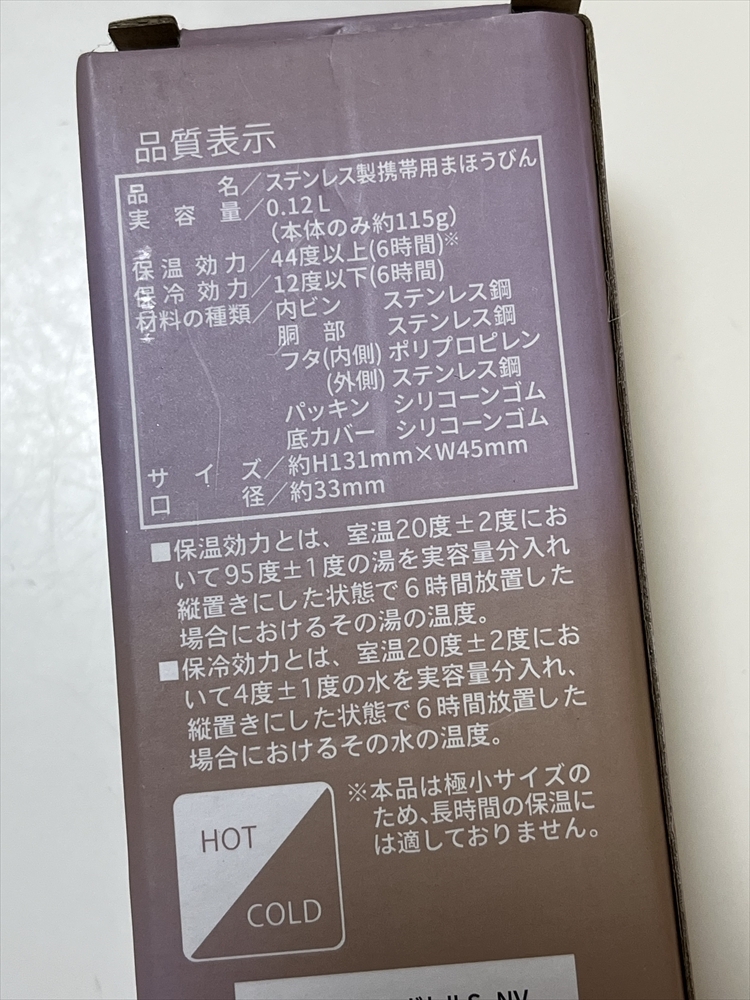 品質表示
品名／ステンレス製携帯用まほうびん
実容量／0.12L
(本体のみ約115g)
保温効力／44度以上(6時間)※
保冷効力／12度以下(6時間)
材料の種類／内ビン ステンレス鋼
胴部 ステンレス鋼
フタ(内側) ポリプロピレン
(外側) ステンレス鋼
パッキン シリコーンゴム
底カバー シリコーンゴム
サイズ／約H131mm×W45mm
口径／約33mm
■保温効力とは、室温20度±2度にお
いて95度±1度の湯を実容量分入れ
縦置きにした状態で6時間放置した
場合におけるその湯の温度。
■保冷効力とは、室温20度±2度にお
いて4度±1度の水を実容量分入れ、
縦置きにした状態で6時間放置した
場合におけるその水の温度。
※本品は極小サイズの
ため、長時間の保温に
は適しておりません。
HOT
COLD